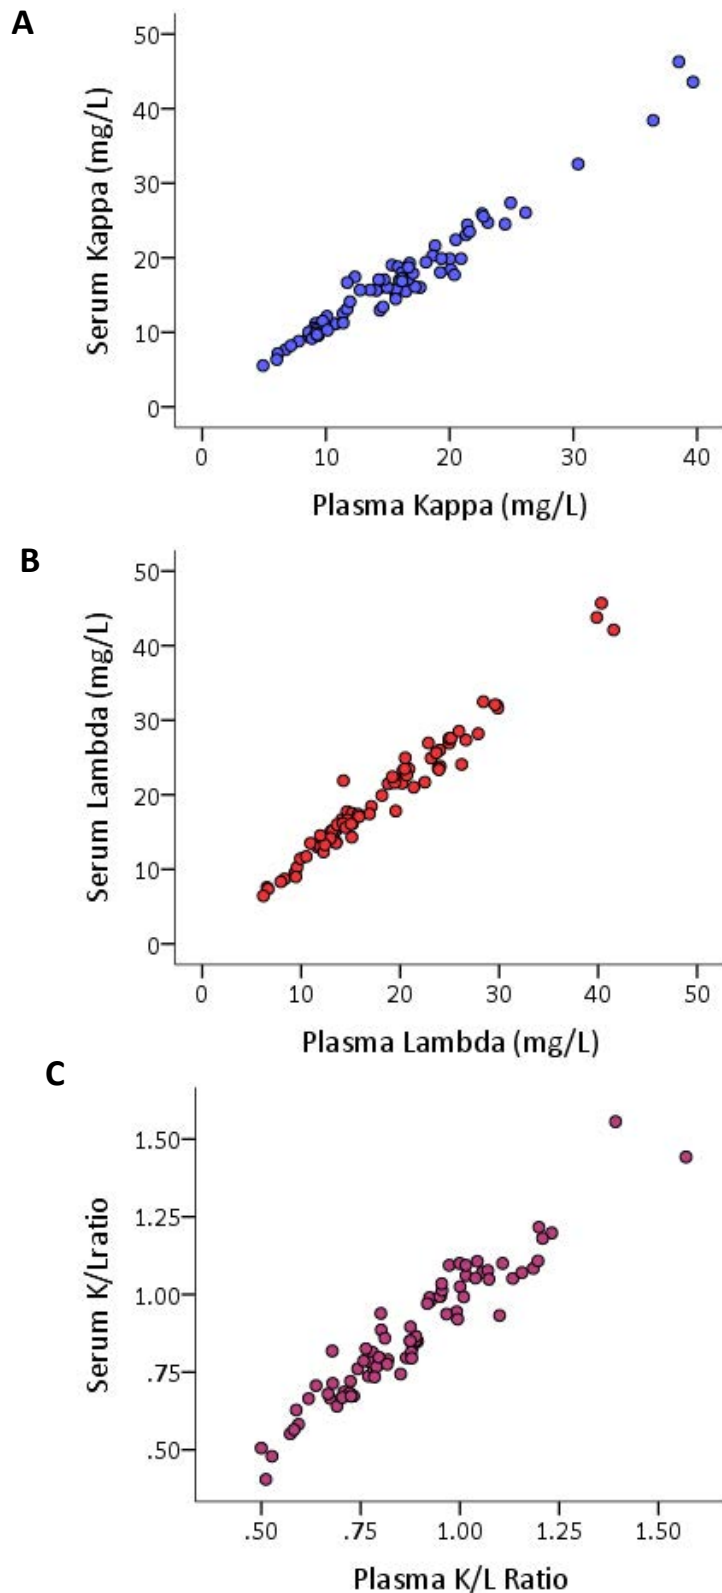 A
50
40
30
20
10
0
Serum Kappa (mg/L)
0 10 20 30 40
Plasma Kappa (mg/L)
B
50
40
30
20
10
0
Serum Lambda (mg/L)
0 10 20 30 40 50
Plasma Lambda (mg/L)
C
1.50
1.25
1.00
.75
.50
Serum K/Lratio
.50 .75 1.00 1.25 1.50
Plasma K/L Ratio